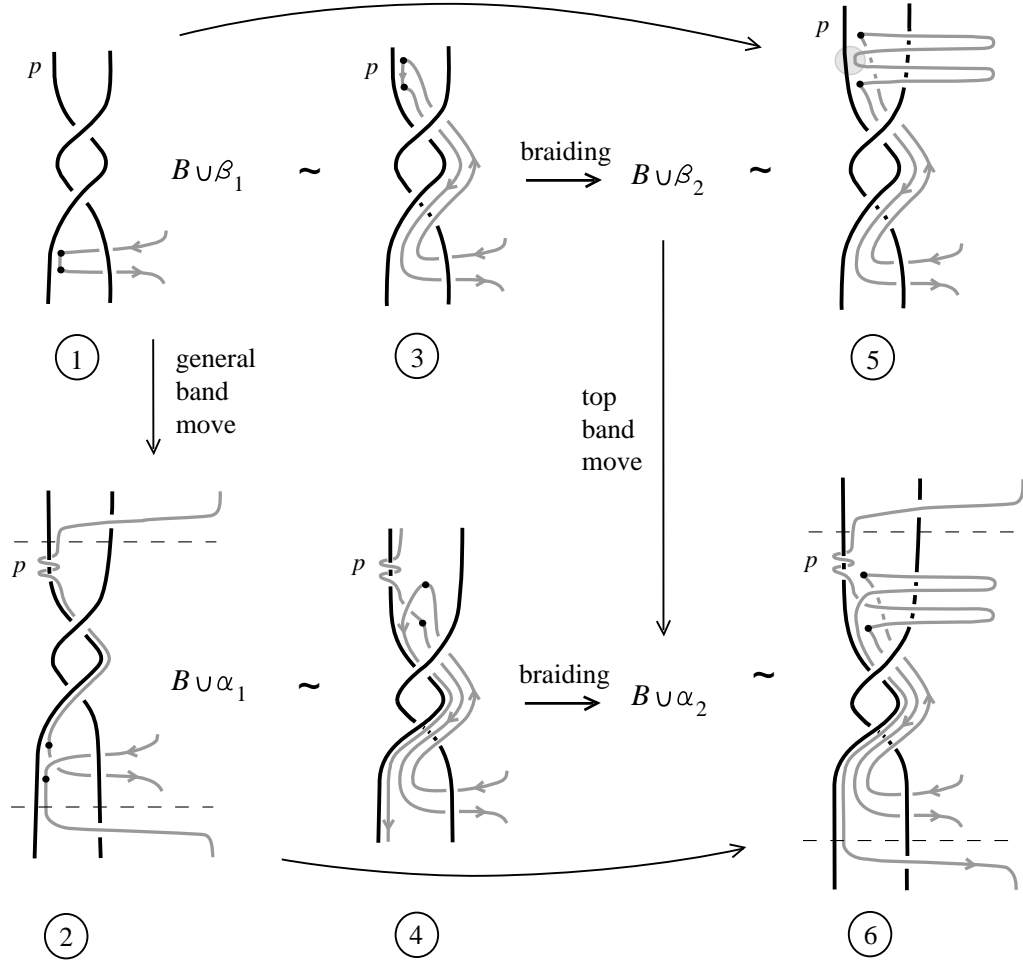 p
p
p
B ∪ β₁
~
braiding
B ∪ β₂
~
1
3
5
general
band
move
top
band
move
p
p
p
B ∪ α₁
~
braiding
B ∪ α₂
~
2
4
6